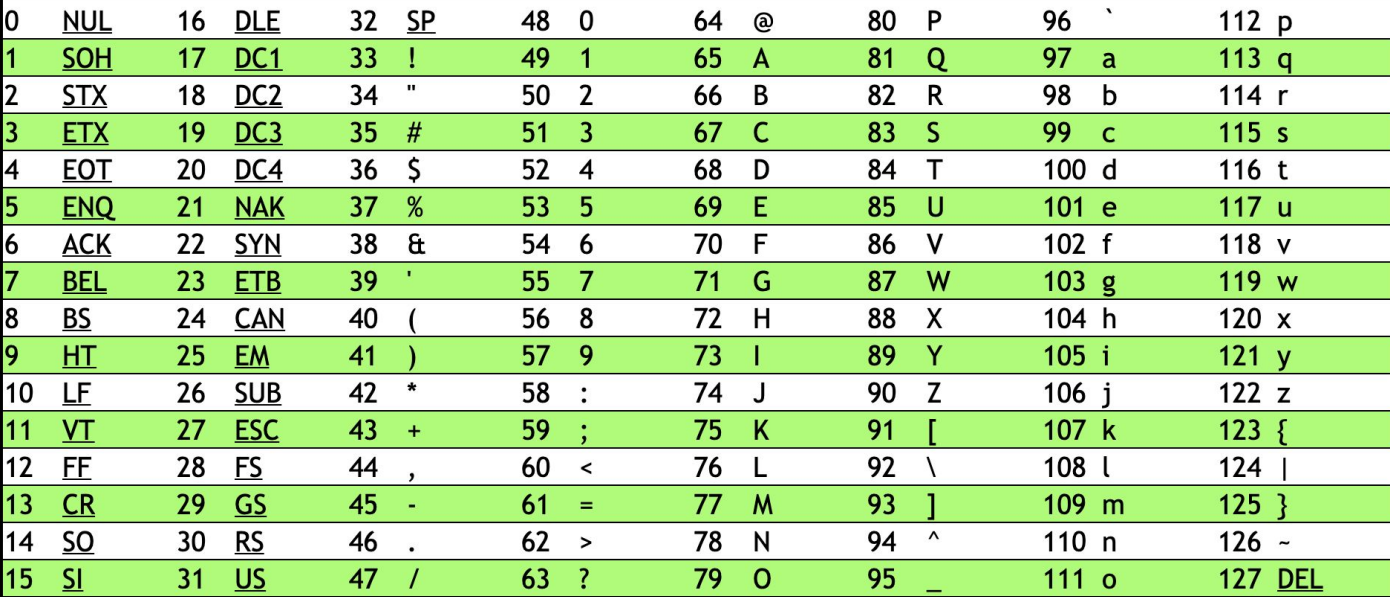 0 NUL 16 DLE 32 SP 48 0 64 @ 80 P 96 ` 112 p
1 SOH 17 DC1 33 ! 49 1 65 A 81 Q 97 a 113 q
2 STX 18 DC2 34 " 50 2 66 B 82 R 98 b 114 r
3 ETX 19 DC3 35 # 51 3 67 C 83 S 99 c 115 s
4 EOT 20 DC4 36 $ 52 4 68 D 84 T 100 d 116 t
5 ENQ 21 NAK 37 % 53 5 69 E 85 U 101 e 117 u
6 ACK 22 SYN 38 & 54 6 70 F 86 V 102 f 118 v
7 BEL 23 ETB 39 ' 55 7 71 G 87 W 103 g 119 w
8 BS 24 CAN 40 ( 56 8 72 H 88 X 104 h 120 x
9 HT 25 EM 41 ) 57 9 73 I 89 Y 105 i 121 y
10 LF 26 SUB 42 * 58 : 74 J 90 Z 106 j 122 z
11 VT 27 ESC 43 + 59 ; 75 K 91 [ 107 k 123 {
12 FF 28 FS 44 , 60 < 76 L 92 \ 108 l 124 |
13 CR 29 GS 45 - 61 = 77 M 93 ] 109 m 125 }
14 SO 30 RS 46 . 62 > 78 N 94 ^ 110 n 126 ~
15 SI 31 US 47 / 63 ? 79 O 95 _ 111 o 127 DEL